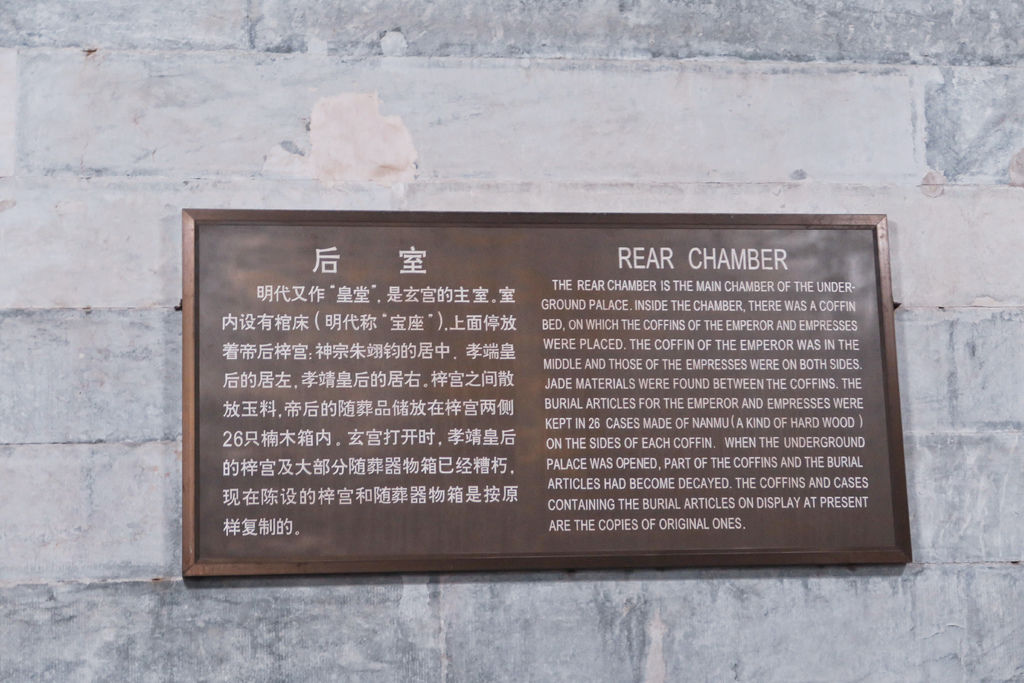 后 室
明代又作“皇堂”，是玄宫的主室。室
内设有棺床（明代称“宝座”），上面停放
着帝后梓宫：神宗朱翊钧的居中，孝端皇
后的居左，孝靖皇后的居右。梓宫之间散
放玉料，帝后的随葬品储放在梓宫两侧
26只楠木箱内。玄宫打开时，孝靖皇后
的梓宫及大部分随葬器物箱已经糟朽，
现在陈设的梓宫和随葬器物箱是按原
样复制的。
REAR CHAMBER
THE REAR CHAMBER IS THE MAIN CHAMBER OF THE UNDER-
GROUND PALACE. INSIDE THE CHAMBER, THERE WAS A COFFIN
BED, ON WHICH THE COFFINS OF THE EMPEROR AND EMPRESSES
WERE PLACED. THE COFFIN OF THE EMPEROR WAS IN THE
MIDDLE AND THOSE OF THE EMPRESSES WERE ON BOTH SIDES.
JADE MATERIALS WERE FOUND BETWEEN THE COFFINS. THE
BURIAL ARTICLES FOR THE EMPEROR AND EMPRESSES WERE
KEPT IN 26 CASES MADE OF NANMU (A KIND OF HARD WOOD )
ON THE SIDES OF EACH COFFIN. WHEN THE UNDERGROUND
PALACE WAS OPENED, PART OF THE COFFINS AND THE BURIAL
ARTICLES HAD BECOME DECAYED. THE COFFINS AND CASES
CONTAINING THE BURIAL ARTICLES ON DISPLAY AT PRESENT
ARE THE COPIES OF ORIGINAL ONES.